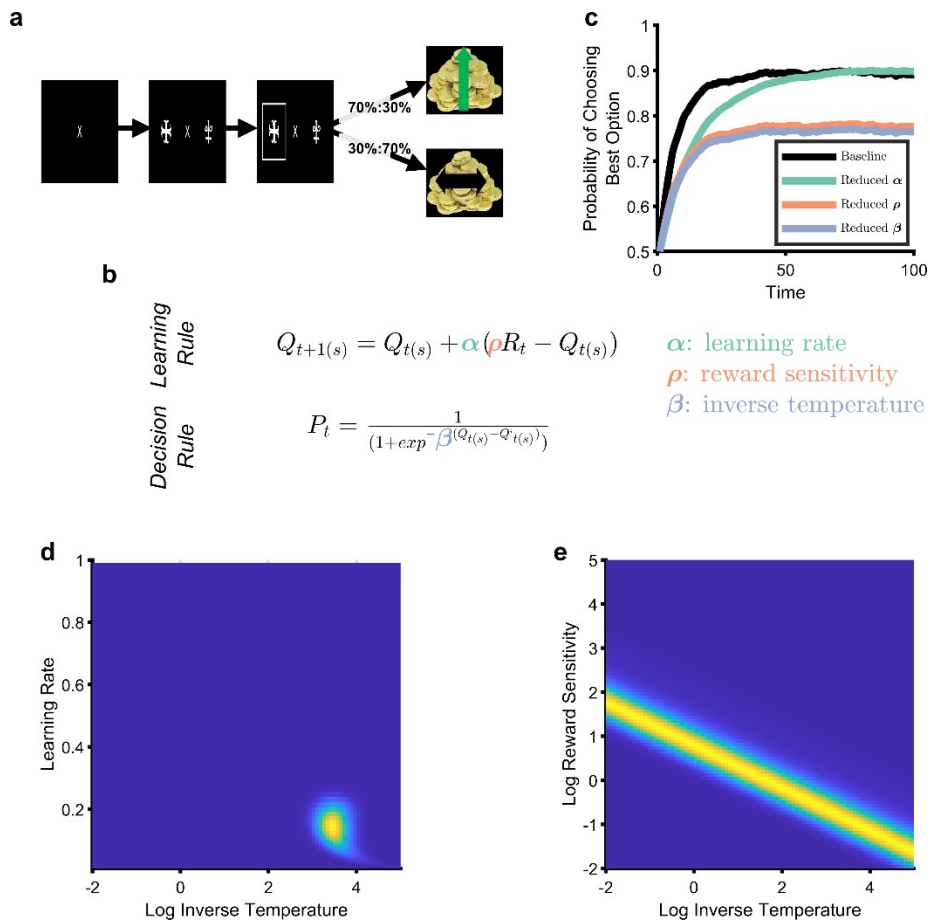 a
70%:30%
30%:70%
c
Probability of Choosing
Best Option
1
0.9
0.8
0.7
0.6
0.5
0
50
100
Time
Baseline
Reduced α
Reduced ρ
Reduced β
b
Learning
Rule
Q_{t+1(s)} = Q_{t(s)} + α(ρR_t − Q_{t(s)})
α: learning rate
ρ: reward sensitivity
β: inverse temperature
Decision
Rule
P_t = \frac{1}{(1+exp^{-β(Q_{t(s)}-Q`_{t(s)})})}
d
Learning Rate
1
0.8
0.6
0.4
0.2
-2
0
2
4
Log Inverse Temperature
e
Log Reward Sensitivity
5
4
3
2
1
0
-1
-2
-2
0
2
4
Log Inverse Temperature